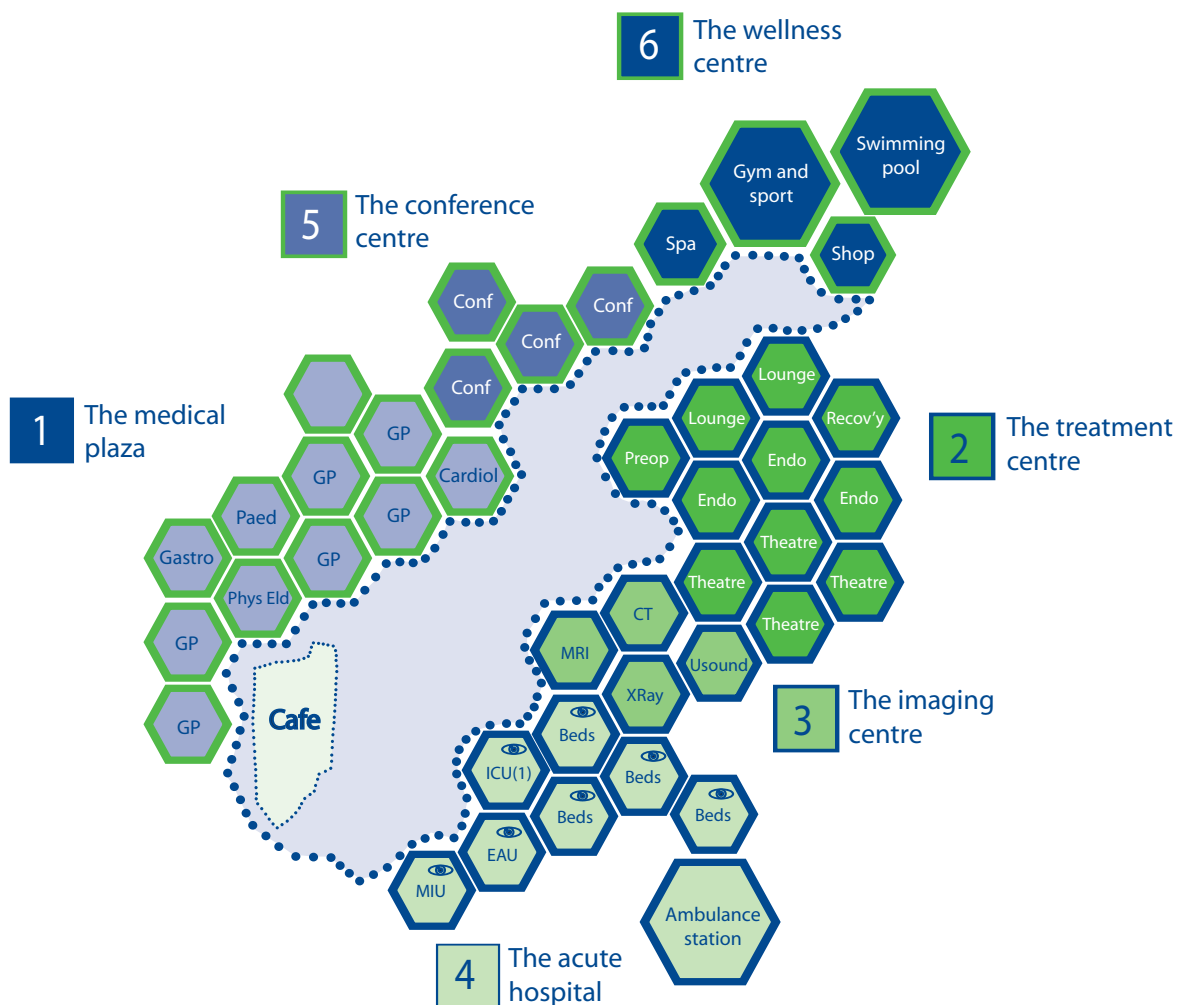 6
The wellness
centre
Swimming
pool
Gym and
sport
Spa
Shop
5
The conference
centre
Conf
Conf
Conf
Conf
1
The medical
plaza
GP
GP
Cardiol
Paed
GP
Gastro
GP
Phys Eld
GP
GP
Cafe
2
The treatment
centre
Lounge
Lounge
Recov'y
Preop
Endo
Endo
Endo
Theatre
Theatre
Theatre
Theatre
3
The imaging
centre
CT
MRI
Usound
XRay
4
The acute
hospital
Beds
ICU(1)
Beds
Beds
Beds
EAU
MIU
Ambulance
station